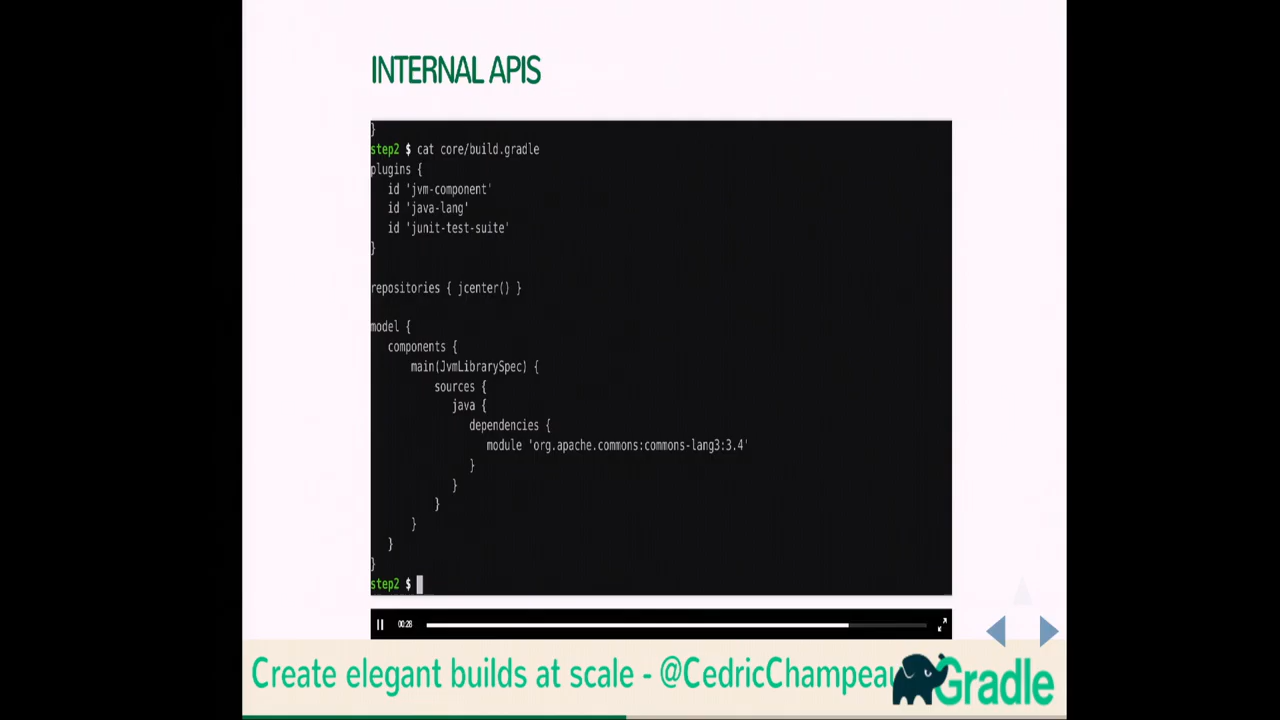 INTERNAL APIS
}
step2 $ cat core/build.gradle
plugins {
id 'jvm-component'
id 'java-lang'
id 'junit-test-suite'
}
repositories { jcenter() }
model {
components {
main(JvmLibrarySpec) {
sources {
java {
dependencies {
module 'org.apache.commons:commons-lang3:3.4'
}
}
}
}
}
}
step2 $
00:28
Create elegant builds at scale - @CedricChampeau
Gradle